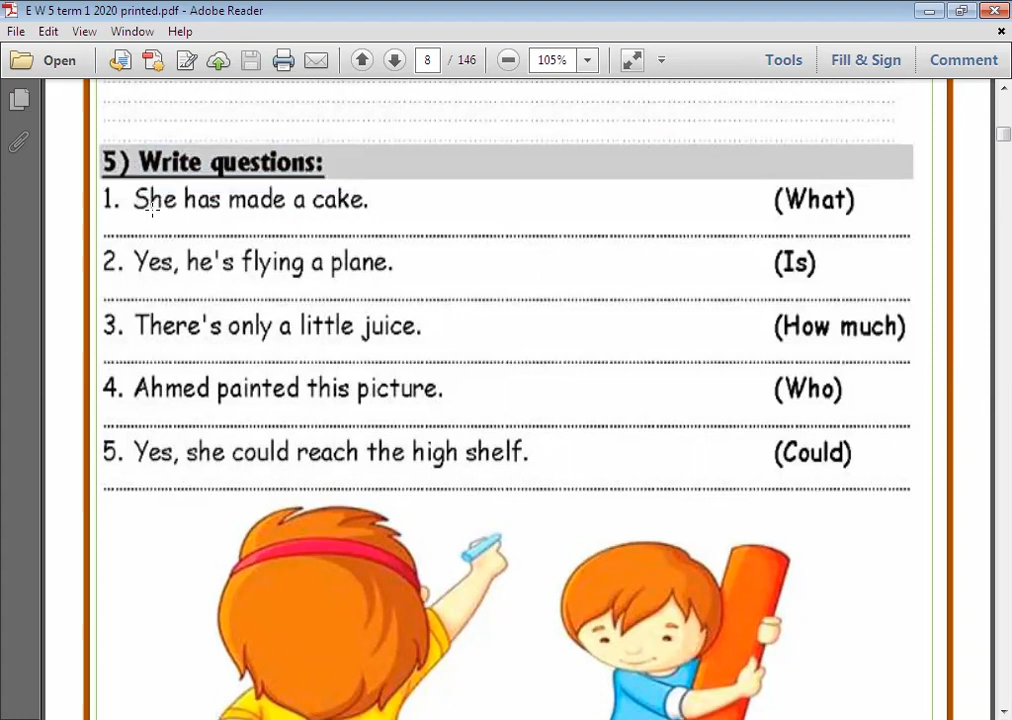 E W 5 term 1 2020 printed.pdf - Adobe Reader
File Edit View Window Help
Open 8 / 146 105% Tools Fill & Sign Comment
5) Write questions:
1. She has made a cake. (What)
2. Yes, he's flying a plane. (Is)
3. There's only a little juice. (How much)
4. Ahmed painted this picture. (Who)
5. Yes, she could reach the high shelf. (Could)